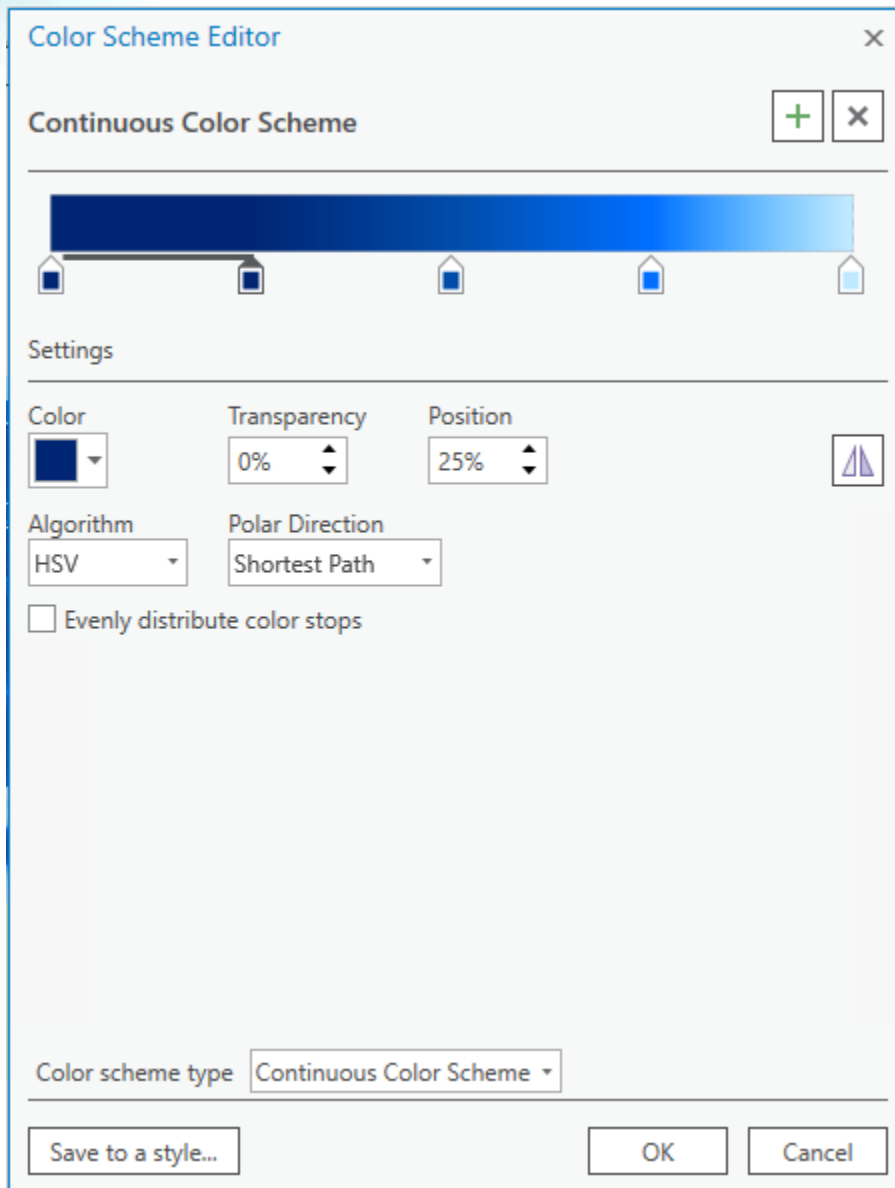 Color Scheme Editor
Continuous Color Scheme
Settings
Color Transparency Position
0% 25%
Algorithm Polar Direction
HSV Shortest Path
Evenly distribute color stops
Color scheme type Continuous Color Scheme
Save to a style... OK Cancel